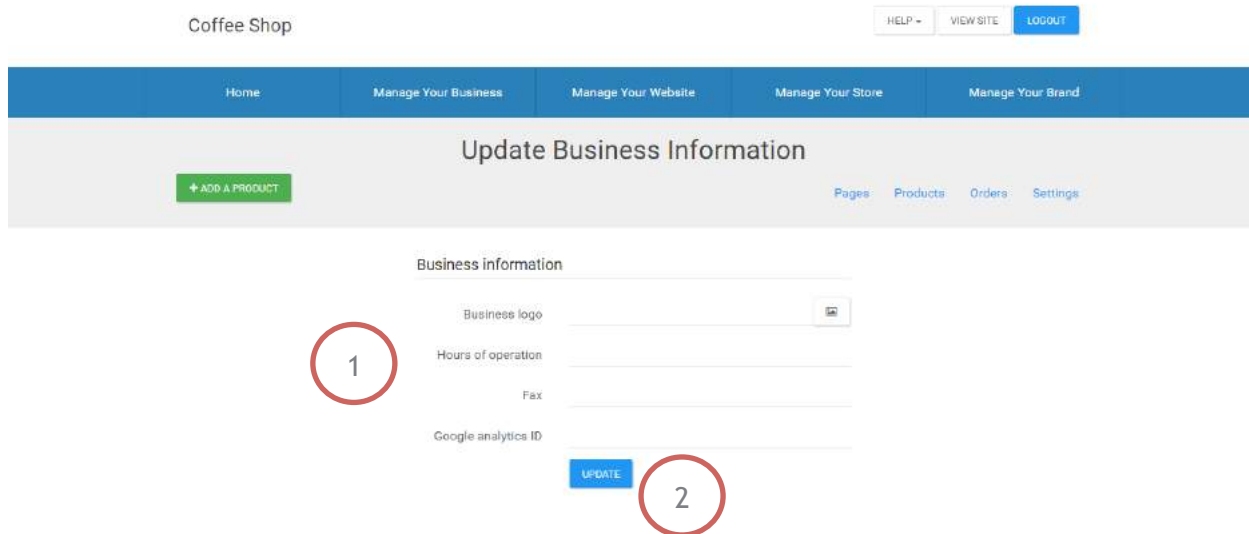 Coffee Shop
HELP
VIEW SITE
LOGOUT
Home
Manage Your Business
Manage Your Website
Manage Your Store
Manage Your Brand
Update Business Information
+ ADD A PRODUCT
Pages
Products
Orders
Settings
Business information
Business logo
1
Hours of operation
Fax
Google analytics ID
UPDATE
2